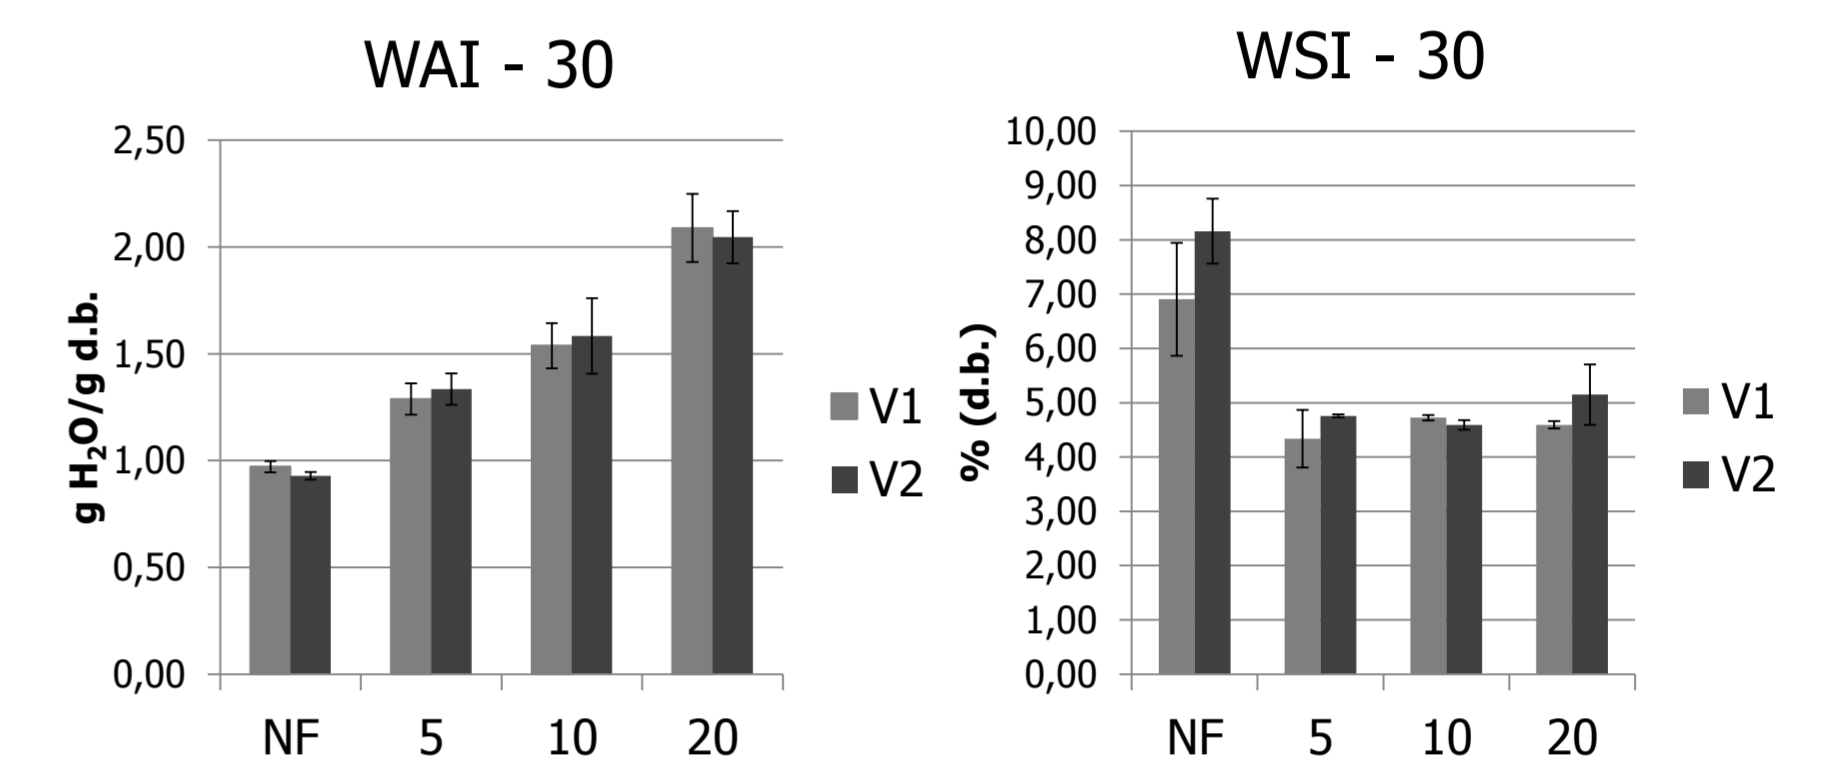 WAI - 30
2,50
2,00
1,50
1,00
0,50
0,00
g H₂O/g d.b.
NF 5 10 20
V1
V2
WSI - 30
10,00
9,00
8,00
7,00
6,00
5,00
4,00
3,00
2,00
1,00
0,00
% (d.b.)
NF 5 10 20
V1
V2